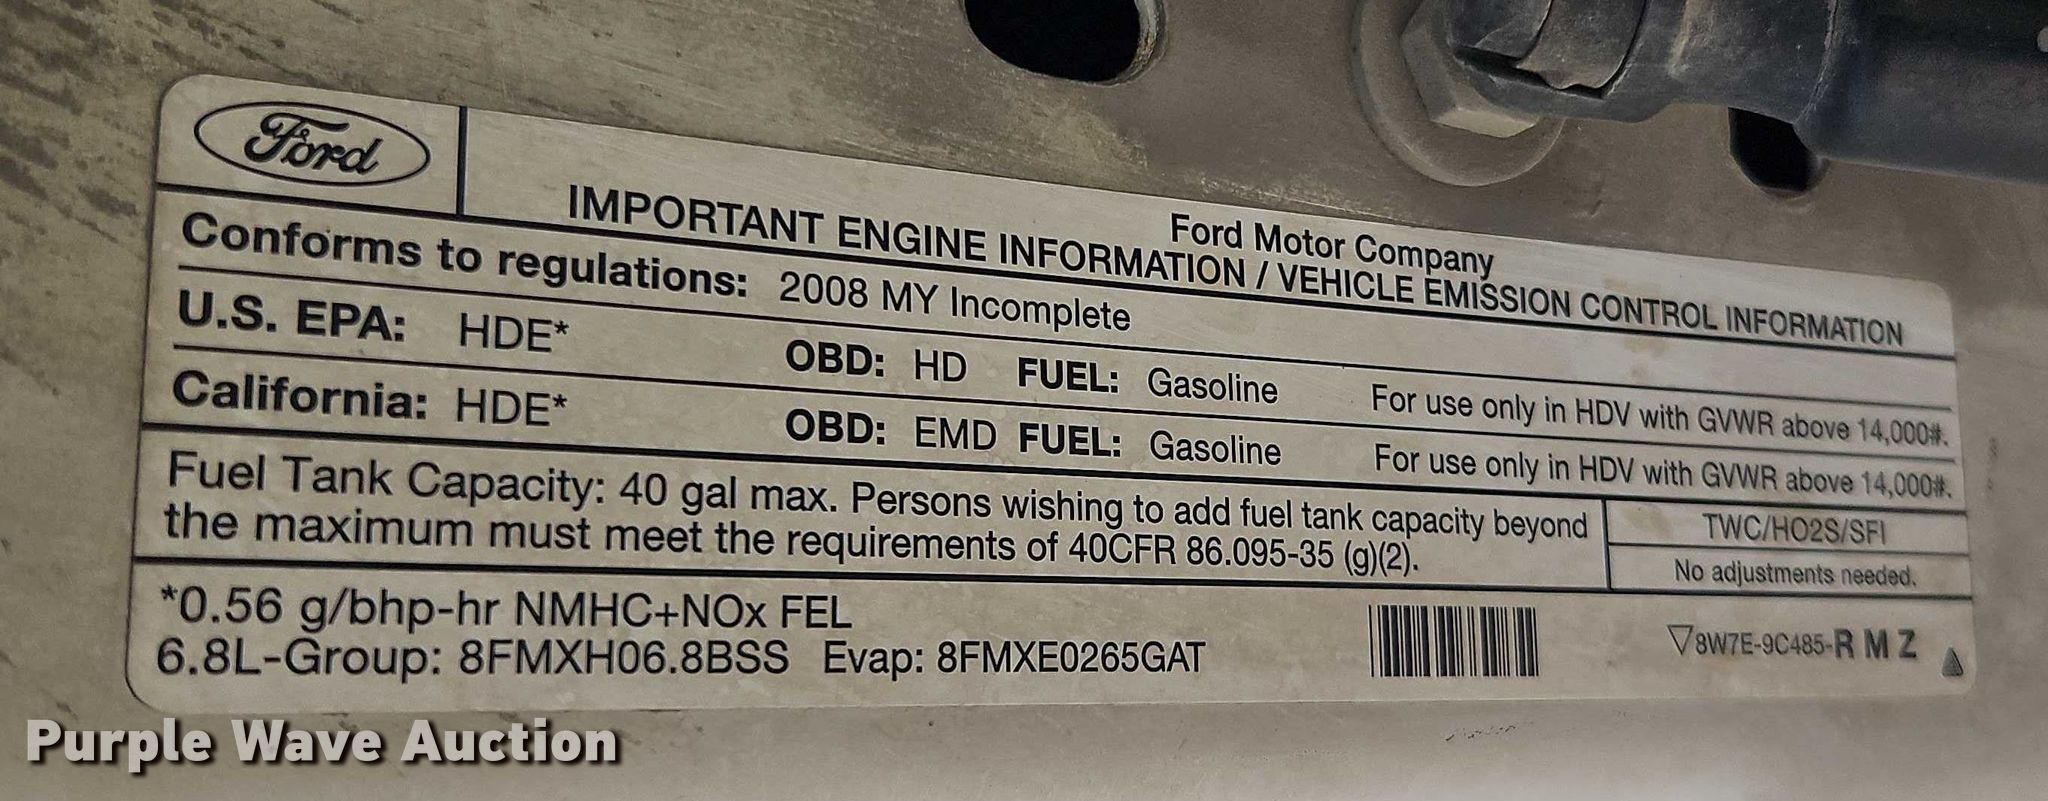 Ford
Ford Motor Company
IMPORTANT ENGINE INFORMATION / VEHICLE EMISSION CONTROL INFORMATION
Conforms to regulations: 2008 MY Incomplete
U.S. EPA: HDE* OBD: HD FUEL: Gasoline For use only in HDV with GVWR above 14,000#.
California: HDE* OBD: EMD FUEL: Gasoline For use only in HDV with GVWR above 14,000#.
Fuel Tank Capacity: 40 gal max. Persons wishing to add fuel tank capacity beyond
the maximum must meet the requirements of 40CFR 86.095-35 (g)(2).
TWC/HO2S/SFI
No adjustments needed.
*0.56 g/bhp-hr NMHC+NOx FEL
6.8L-Group: 8FMXH06.8BSS Evap: 8FMXE0265GAT
▽8W7E-9C485-R M Z
Purple Wave Auction